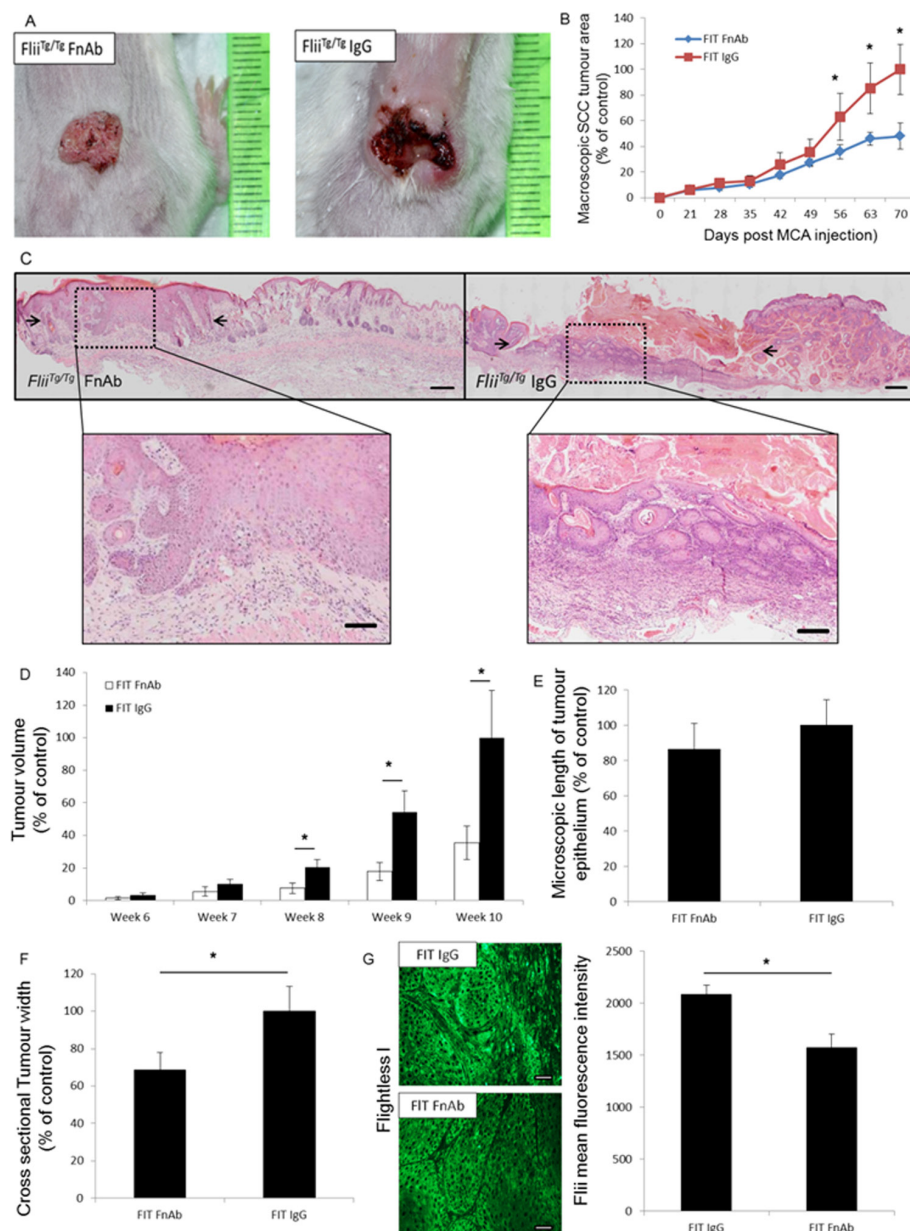 A
Flii^Tg/Tg FnAb
Flii^Tg/Tg IgG
B
FIT FnAb
FIT IgG
Macroscopic SCC tumour area
(% of control)
140
120
100
80
60
40
20
0
* * *
0 21 28 35 42 49 56 63 70
Days post MCA injection)
C
Flii^Tg/Tg FnAb
Flii^Tg/Tg IgG
D
FIT FnAb
FIT IgG
Tumour volume
(% of control)
140
120
100
80
60
40
20
0
* * *
Week 6 Week 7 Week 8 Week 9 Week 10
E
Microscopic length of tumour
epithelium (% of control)
120
100
80
60
40
20
0
FIT FnAb FIT IgG
F
Cross sectional Tumour width
(% of control)
120
100
80
60
40
20
0
*
FIT FnAb FIT IgG
G
Flightless I
FIT IgG
FIT FnAb
Flii mean fluorescence intensity
2500
2000
1500
1000
500
0
*
FIT IgG FIT FnAb